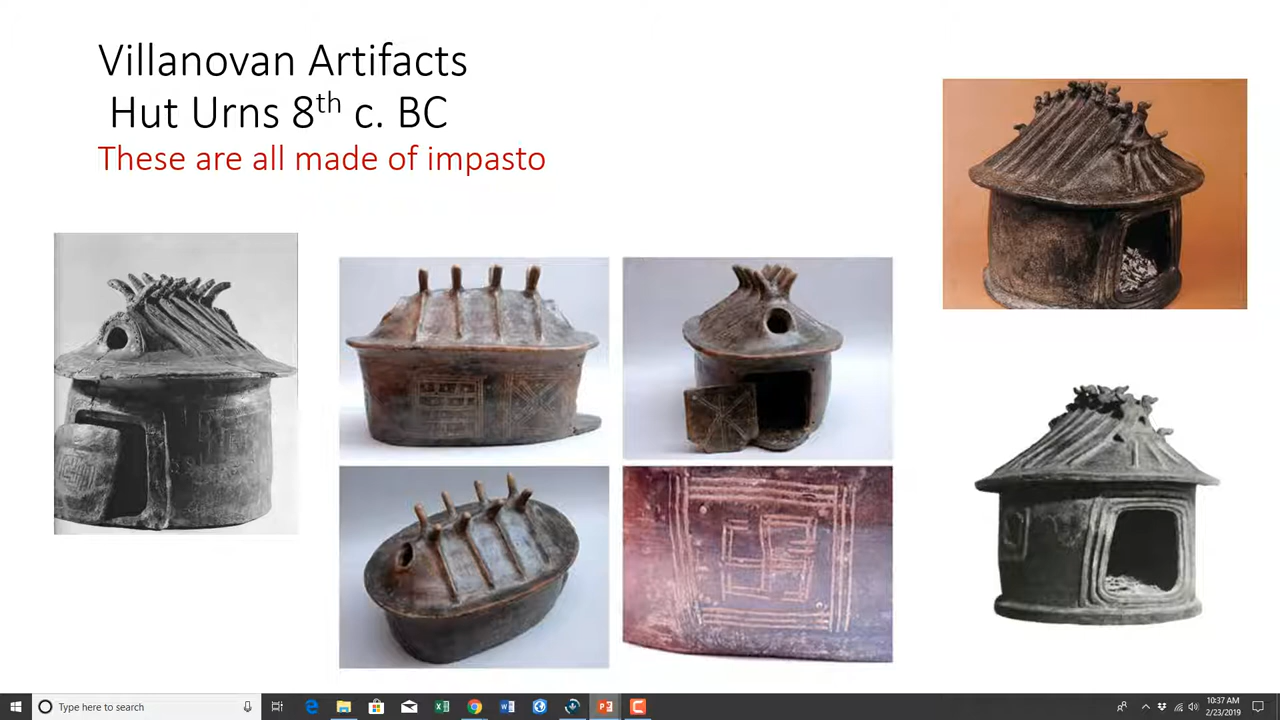 Villanovan Artifacts
Hut Urns 8th c. BC
These are all made of impasto
Type here to search
10:37 AM
2/23/2019